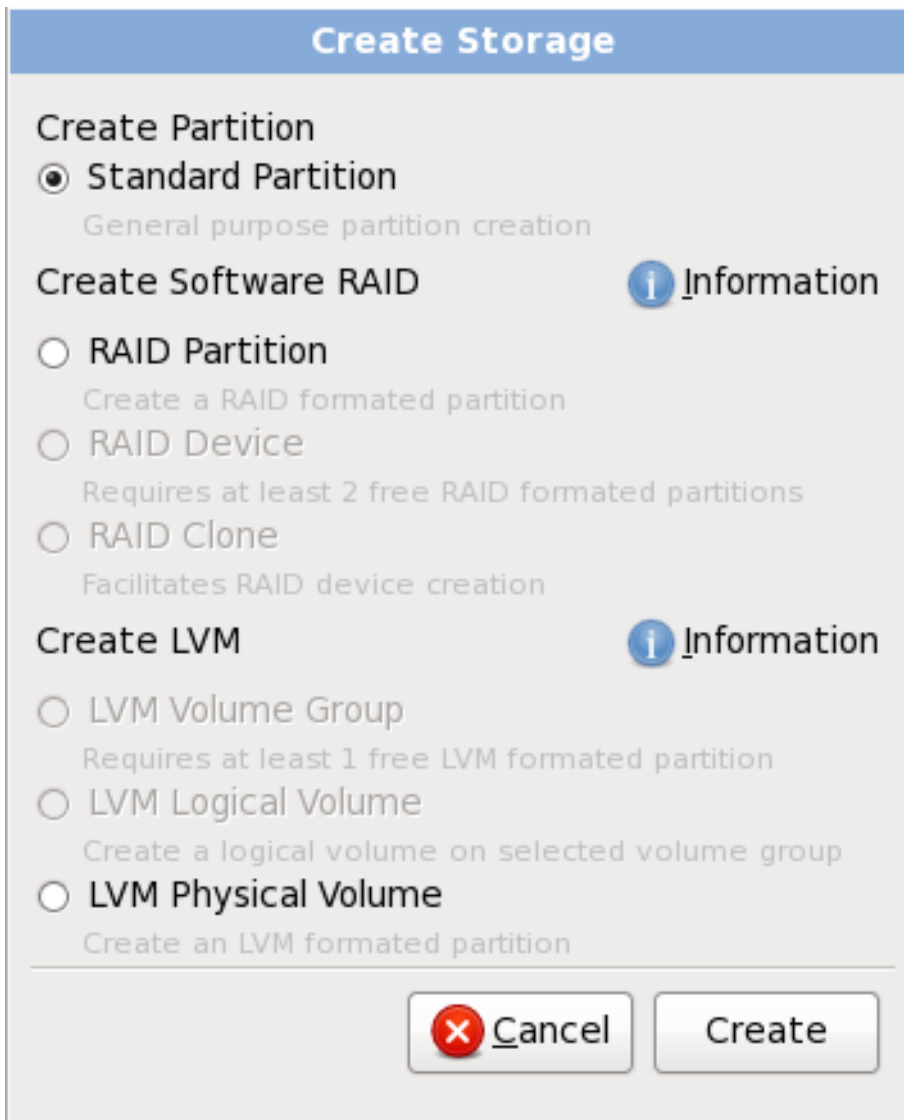 Create Storage
Create Partition
Standard Partition
General purpose partition creation
Create Software RAID Information
RAID Partition
Create a RAID formated partition
RAID Device
Requires at least 2 free RAID formated partitions
RAID Clone
Facilitates RAID device creation
Create LVM Information
LVM Volume Group
Requires at least 1 free LVM formated partition
LVM Logical Volume
Create a logical volume on selected volume group
LVM Physical Volume
Create an LVM formated partition
Cancel Create